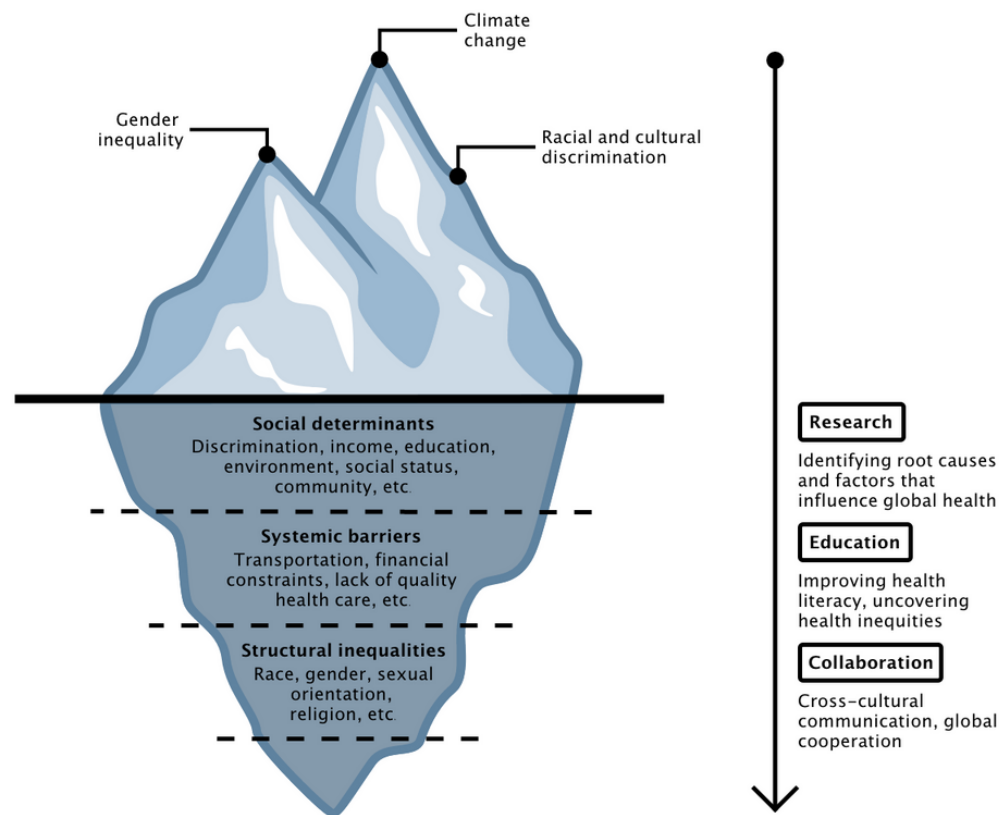 Climate
change
Gender
inequality
Racial and cultural
discrimination
Social determinants
Discrimination, income, education,
environment, social status,
community, etc.
Systemic barriers
Transportation, financial
constraints, lack of quality
health care, etc.
Structural inequalities
Race, gender, sexual
orientation,
religion, etc.
Research
Identifying root causes
and factors that
influence global health
Education
Improving health
literacy, uncovering
health inequities
Collaboration
Cross-cultural
communication, global
cooperation